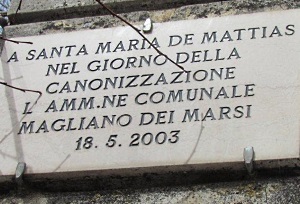 A SANTA MARIA DE MATTIAS
NEL GIORNO DELLA
CANONIZZAZIONE
L' AMM.NE COMUNALE
MAGLIANO DEI MARSI
18.5.2003